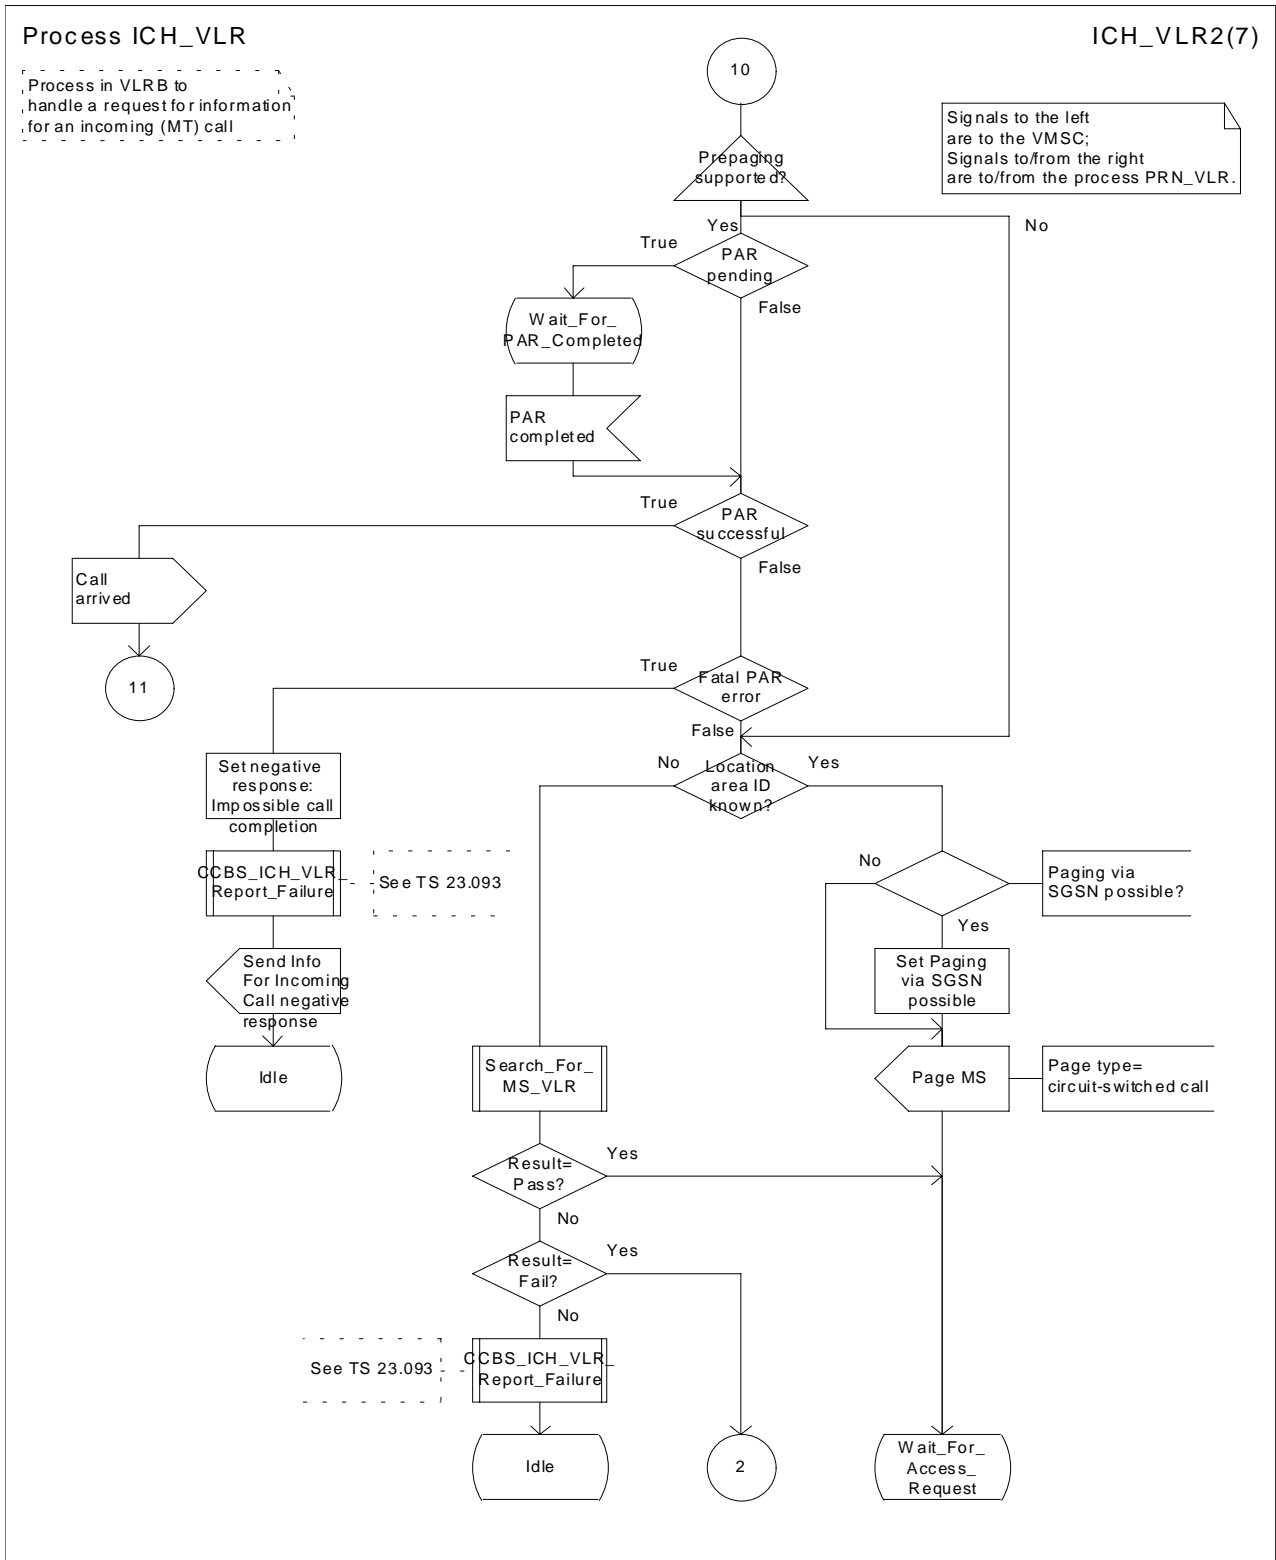 Process ICH_VLR
ICH_VLR2(7)
Process in VLRB to
handle a request for information
for an incoming (MT) call
10
Signals to the left
are to the VMSC;
Signals to/from the right
are to/from the process PRN_VLR.
Prepaging
supported?
Yes
No
True
PAR
pending
False
Wait_For_
PAR_Completed
PAR
completed
True
PAR
successful
False
Call
arrived
11
True
Fatal PAR
error
False
No
Location
area ID
known?
Yes
Set negative
response:
Impossible call
completion
CCBS_ICH_VLR_
Report_Failure
See TS 23.093
No
Paging via
SGSN possible?
Yes
Send Info
For Incoming
Call negative
response
Set Paging
via SGSN
possible
Idle
Search_For_
MS_VLR
Page MS
Page type=
circuit-switched call
Result=
Pass?
Yes
No
Result=
Fail?
Yes
No
See TS 23.093
CCBS_ICH_VLR_
Report_Failure
Idle
2
Wait_For_
Access_
Request